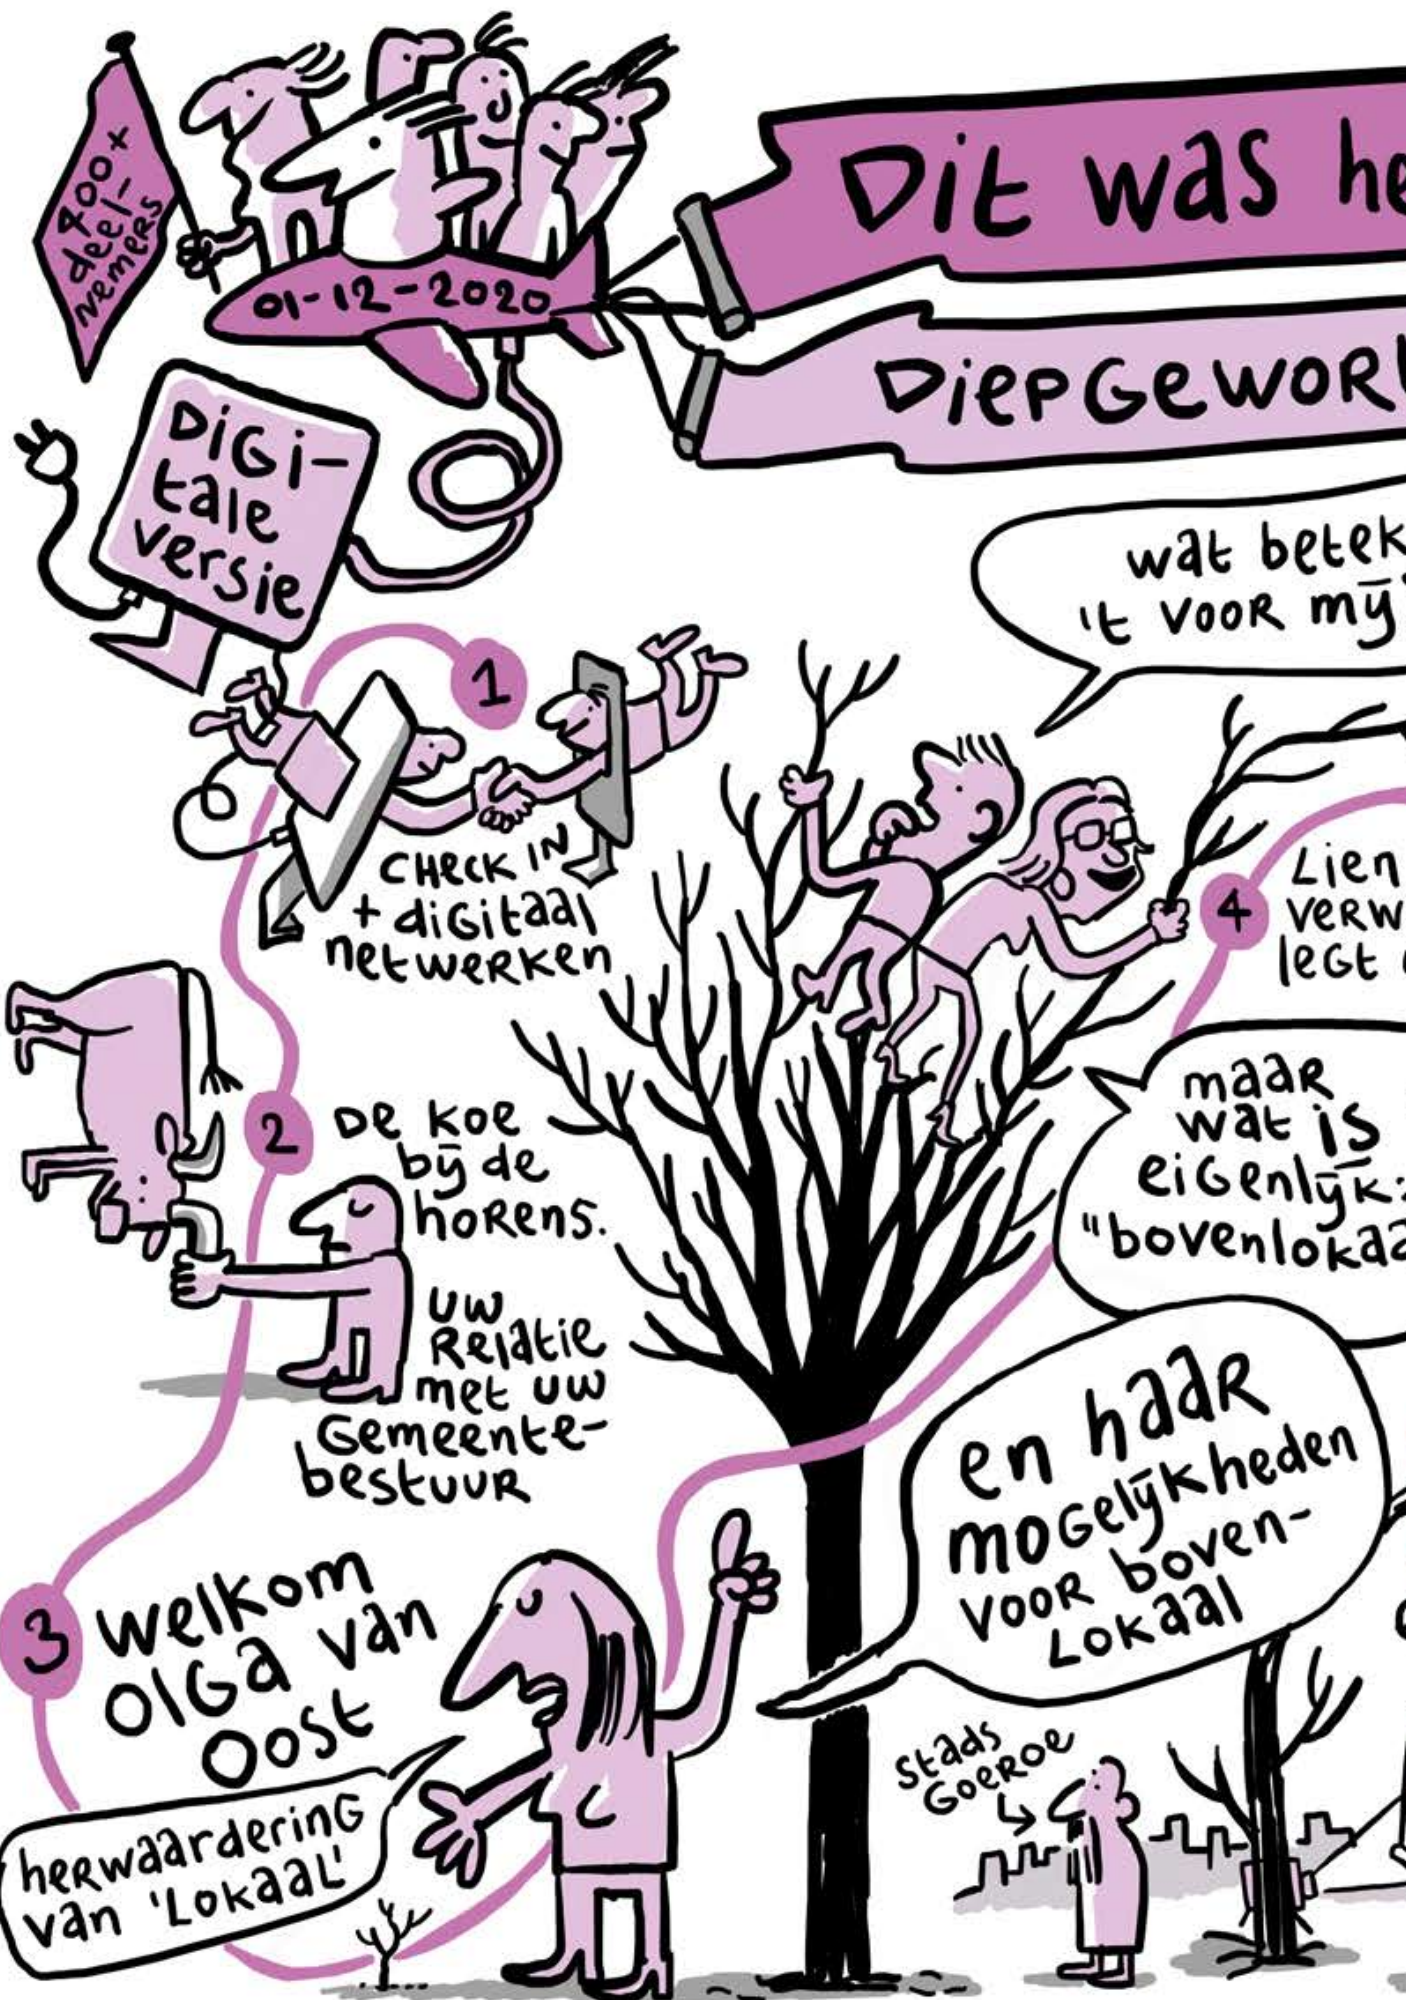 400+
deel-
nemers
01-12-2020
Dit was he
DiepGewor
Digi-
tale
versie
wat betek
't voor mij
1
check in
+ digitaal
netwerken
4
Lien
verw
legt
2
De koe
bij de
horens.
uw
Relatie
met uw
Gemeente-
bestuur
maar
wat is
eigenlijk:
"bovenlokaa
en haar
mogelijkheden
voor boven-
lokaal
3
welkom
Olga van
Oost
herwaardering
van 'Lokaal'
Stads
Goeroe